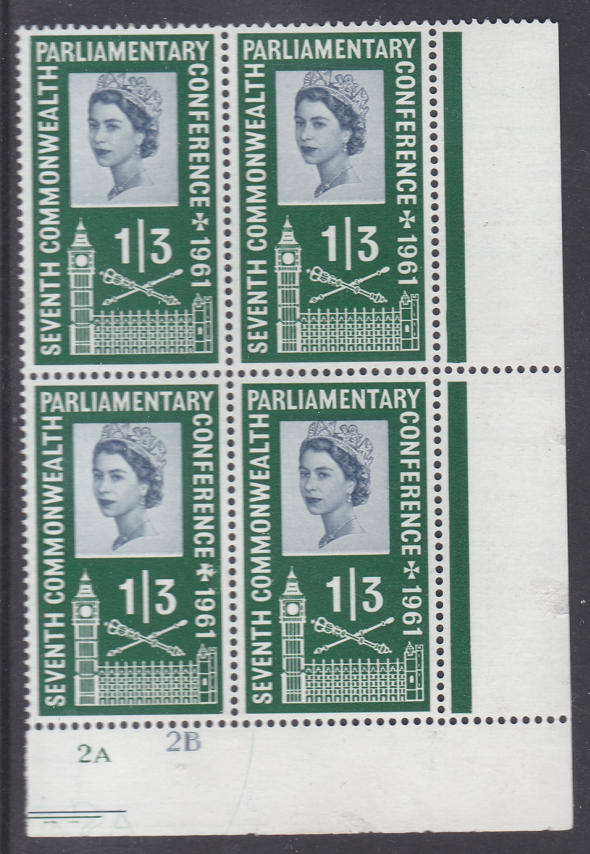 SEVENTH COMMONWEALTH
PARLIAMENTARY
CONFERENCE ✠ 1961
1/3
SEVENTH COMMONWEALTH
PARLIAMENTARY
CONFERENCE ✠ 1961
1/3
SEVENTH COMMONWEALTH
PARLIAMENTARY
CONFERENCE ✠ 1961
1/3
SEVENTH COMMONWEALTH
PARLIAMENTARY
CONFERENCE ✠ 1961
1/3
2A 2B